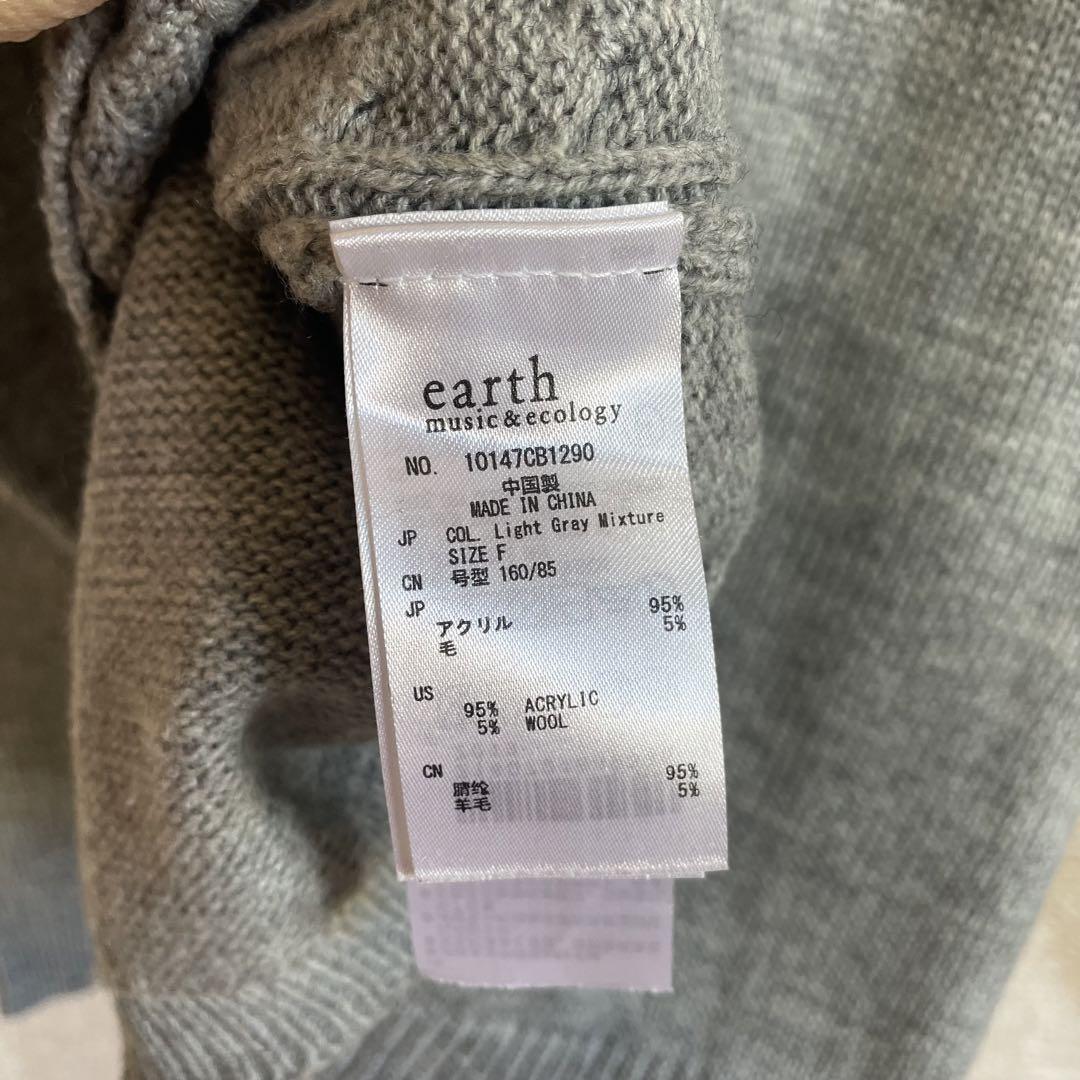 earth
music&ecology
NO. 10147CB1290
中国製
MADE IN CHINA
JP COL. Light Gray Mixture
SIZE F
CN 号型 160/85
JP
アクリル 95%
毛 5%
US
95% ACRYLIC
5% WOOL
CN
腈纶 95%
羊毛 5%